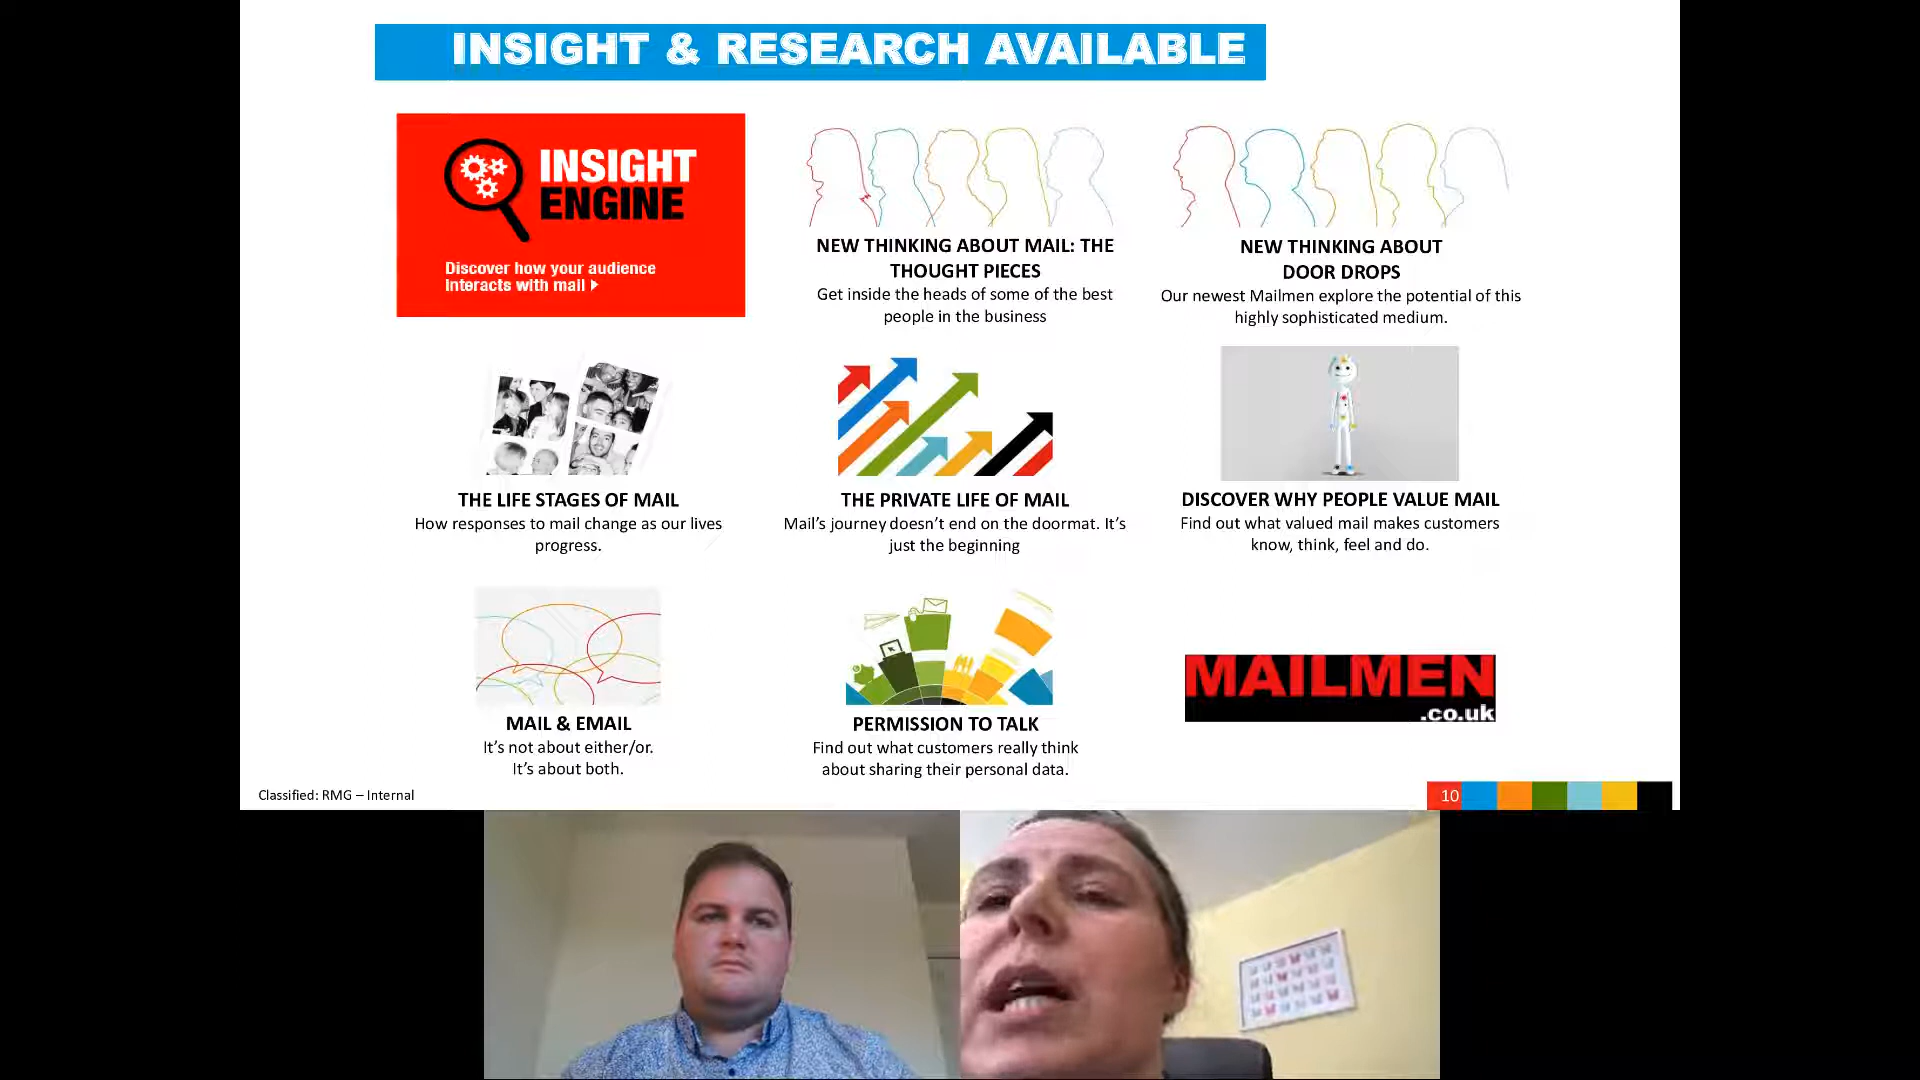 INSIGHT & RESEARCH AVAILABLE
INSIGHT
ENGINE
Discover how your audience
interacts with mail
NEW THINKING ABOUT MAIL: THE
THOUGHT PIECES
Get inside the heads of some of the best
people in the business
NEW THINKING ABOUT
DOOR DROPS
Our newest Mailmen explore the potential of this
highly sophisticated medium.
THE LIFE STAGES OF MAIL
How responses to mail change as our lives
progress.
THE PRIVATE LIFE OF MAIL
Mail’s journey doesn’t end on the doormat. It’s
just the beginning
DISCOVER WHY PEOPLE VALUE MAIL
Find out what valued mail makes customers
know, think, feel and do.
MAIL & EMAIL
It’s not about either/or.
It’s about both.
PERMISSION TO TALK
Find out what customers really think
about sharing their personal data.
MAILMEN
.co.uk
Classified: RMG – Internal
10